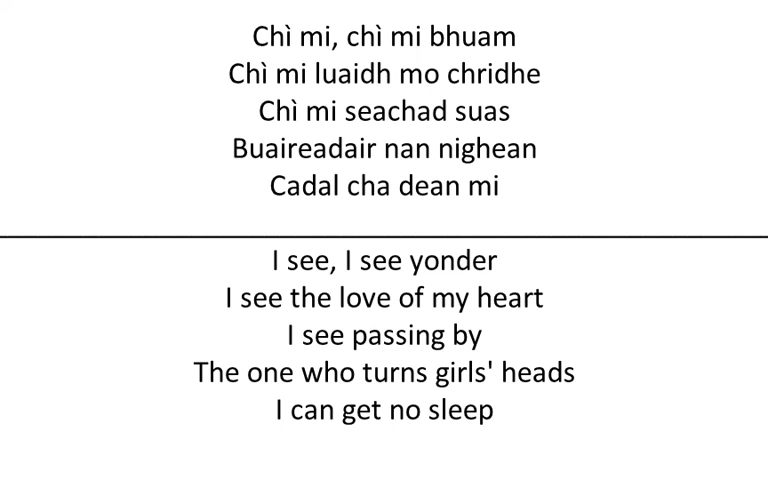 Chì mi, chì mi bhuam
Chì mi luaidh mo chridhe
Chì mi seachad suas
Buaireadair nan nighean
Cadal cha dean mi
I see, I see yonder
I see the love of my heart
I see passing by
The one who turns girls' heads
I can get no sleep